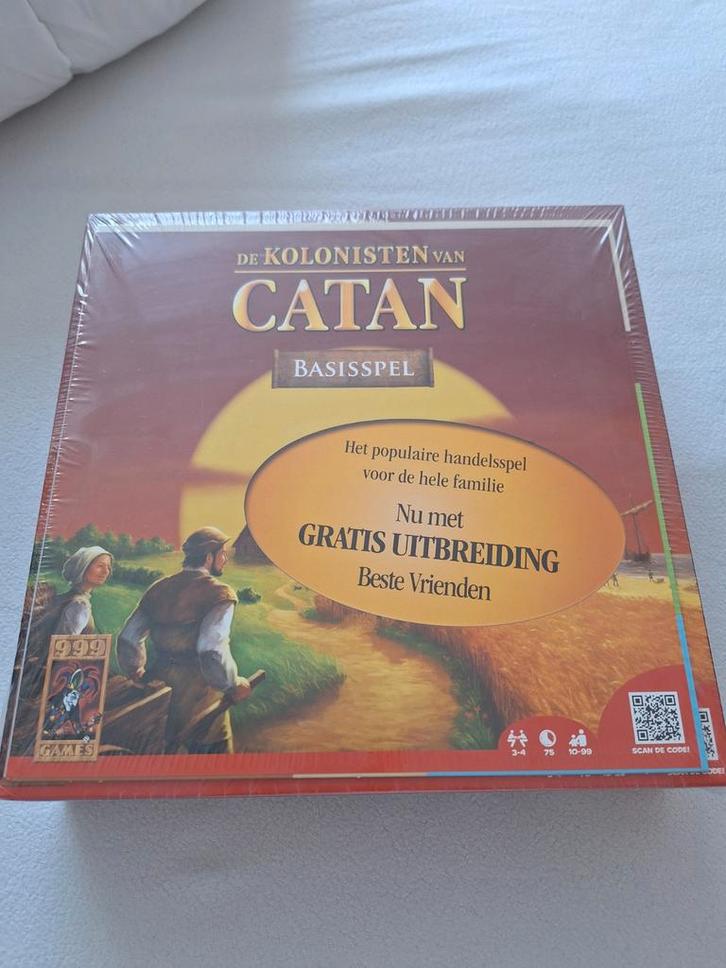 DE KOLONISTEN VAN
CATAN
BASISSPEL
Het populaire handelsspel
voor de hele familie
Nu met
GRATIS UITBREIDING
Beste Vrienden
999
GAMES
3-4 75 10-99
SCAN DE CODE!